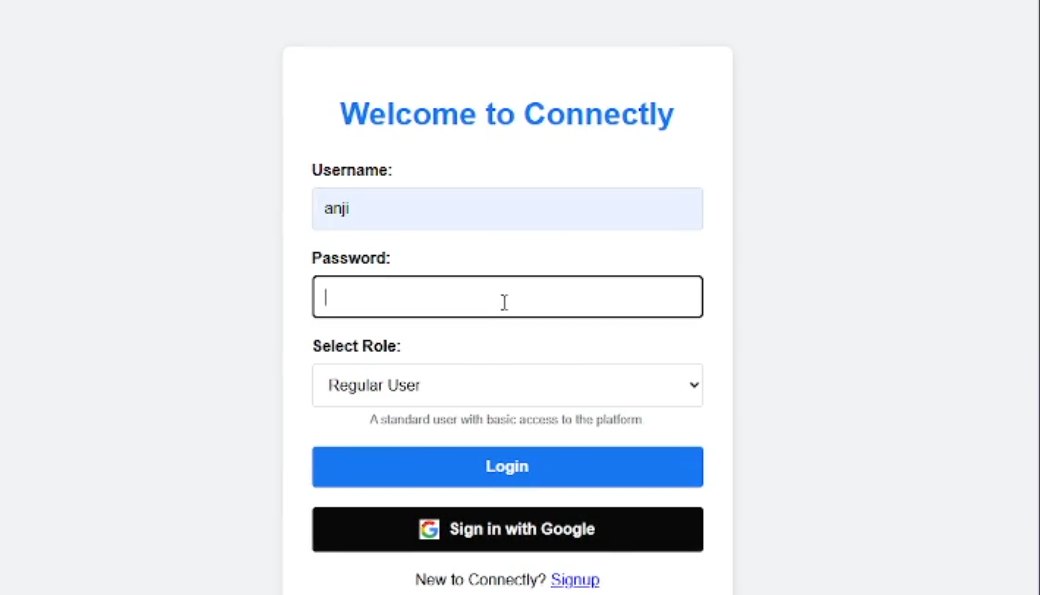 Welcome to Connectly
Username:
anji
Password:
Select Role:
Regular User
A standard user with basic access to the platform
Login
Sign in with Google
New to Connectly? Signup